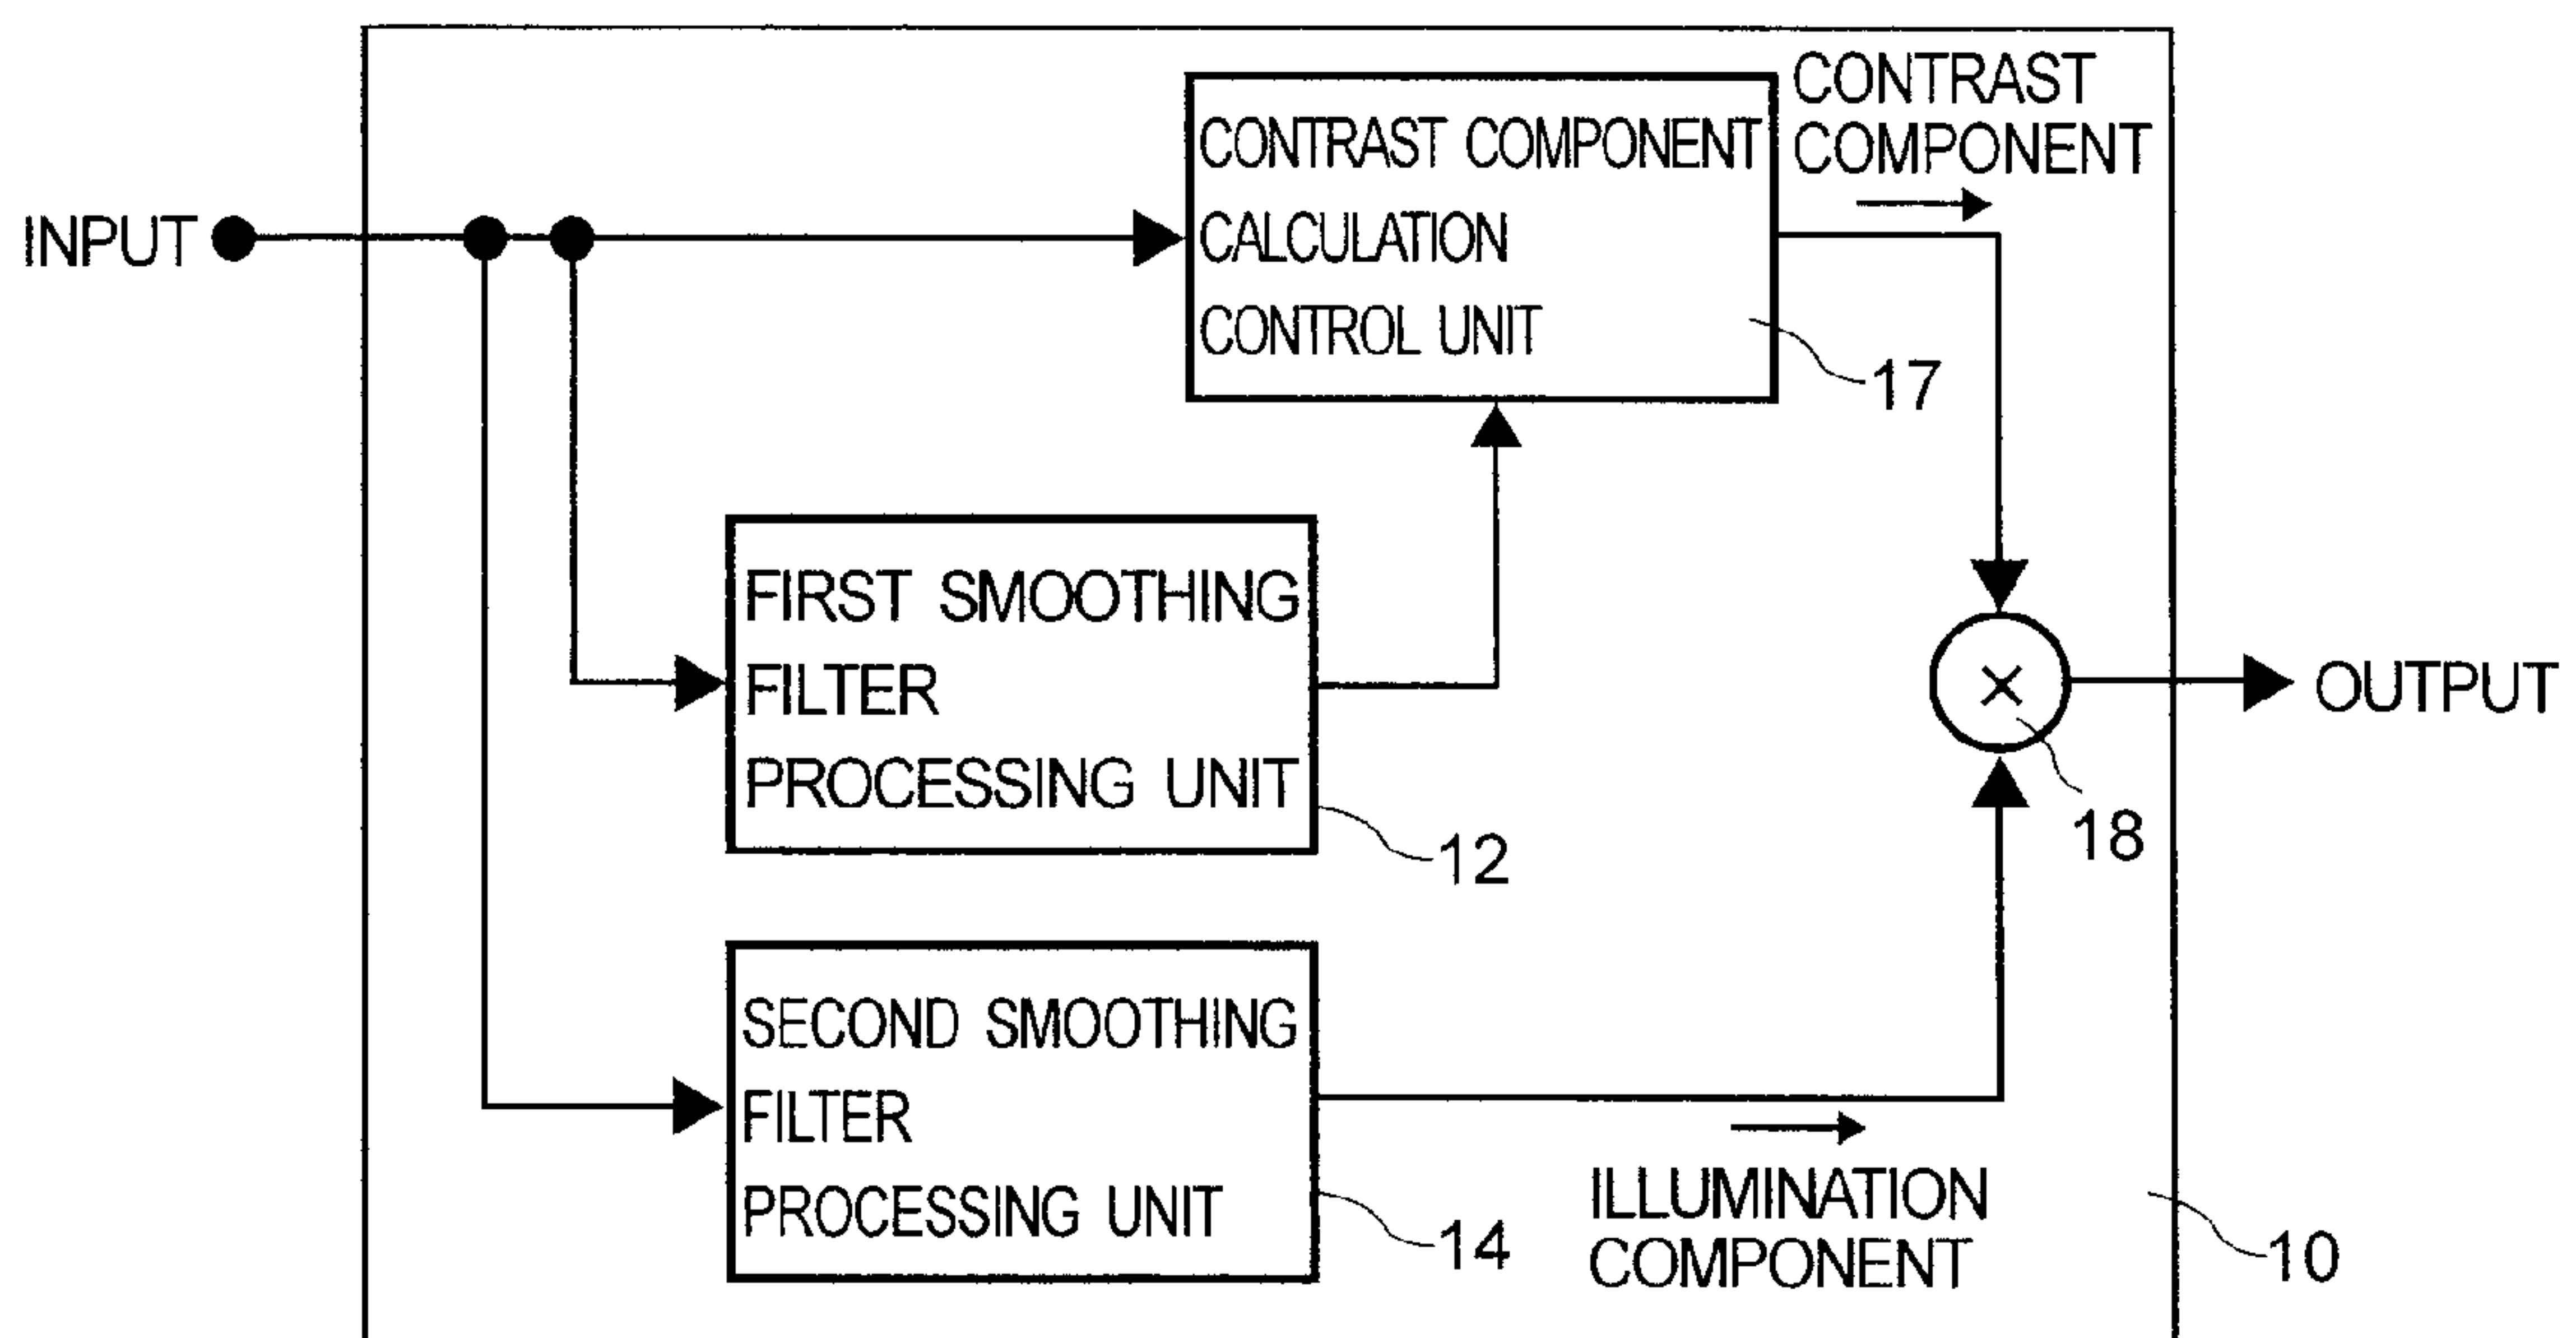 CONTRAST
COMPONENT
CONTRAST COMPONENT
CALCULATION
CONTROL UNIT
INPUT
17
FIRST SMOOTHING
FILTER
PROCESSING UNIT
12
×
OUTPUT
18
SECOND SMOOTHING
FILTER
PROCESSING UNIT
14
ILLUMINATION
COMPONENT
10